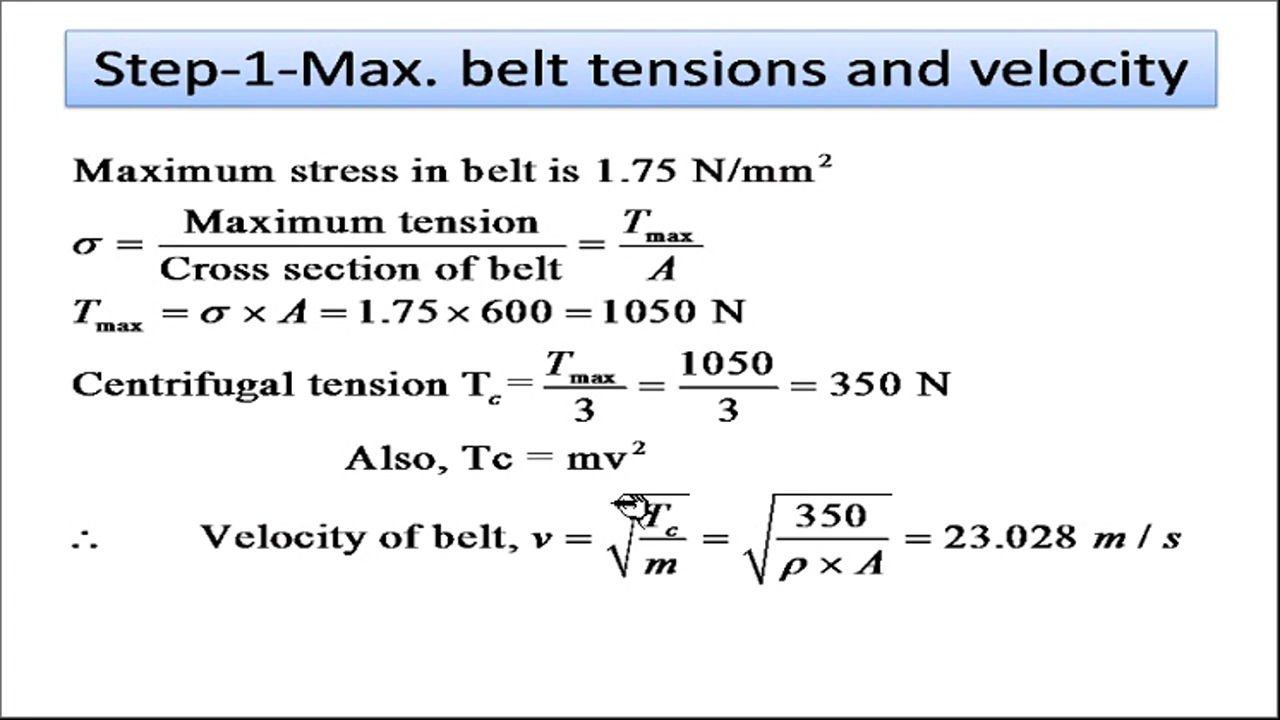 Step-1-Max. belt tensions and velocity
Maximum stress in belt is 1.75 N/mm²
σ = Maximum tension / Cross section of belt = T_max / A
T_max = σ × A = 1.75 × 600 = 1050 N
Centrifugal tension T_c = T_max / 3 = 1050 / 3 = 350 N
Also, Tc = mv²
∴ Velocity of belt, v = √(T_c / m) = √(350 / ρ × A) = 23.028 m / s